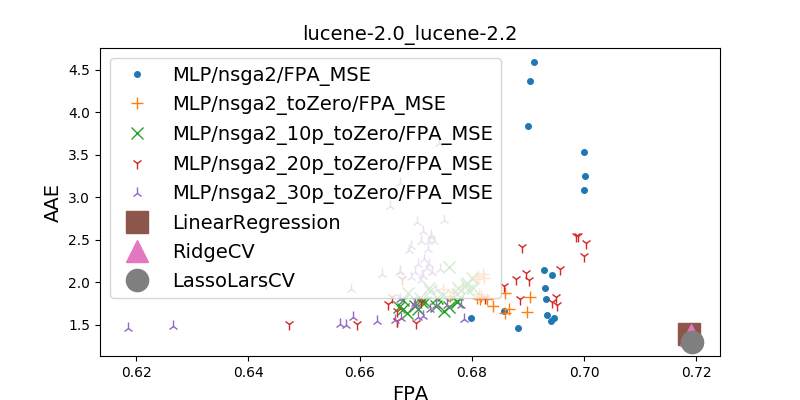 lucene-2.0_lucene-2.2
AAE
4.5
4.0
3.5
3.0
2.5
2.0
1.5
MLP/nsga2/FPA_MSE
MLP/nsga2_toZero/FPA_MSE
MLP/nsga2_10p_toZero/FPA_MSE
MLP/nsga2_20p_toZero/FPA_MSE
MLP/nsga2_30p_toZero/FPA_MSE
LinearRegression
RidgeCV
LassoLarsCV
0.62 0.64 0.66 0.68 0.70 0.72
FPA